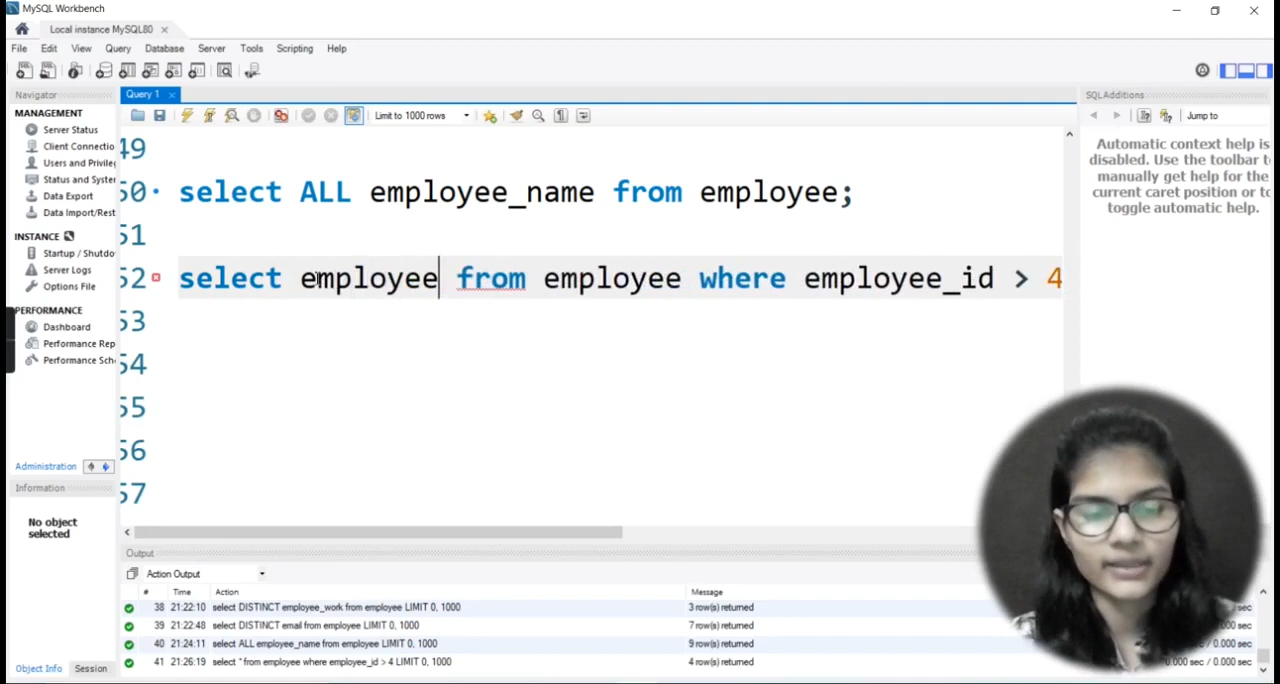 MySQL Workbench
Local instance MySQL80
File Edit View Query Database Server Tools Scripting Help
Navigator
MANAGEMENT
Server Status
Client Connectio
Users and Privileg
Status and Syster
Data Export
Data Import/Rest
INSTANCE
Startup / Shutdo
Server Logs
Options File
PERFORMANCE
Dashboard
Performance Rep
Performance Sch
Administration
Information
No object
selected
Object Info Session
Query 1
Limit to 1000 rows
49
50 select ALL employee_name from employee;
51
52 select employee from employee where employee_id > 4
53
54
55
56
57
SQLAdditions
Jump to
Automatic context help is
disabled. Use the toolbar to
manually get help for the
current caret position or to
toggle automatic help.
Output
Action Output
# Time Action Message
38 21:22:10 select DISTINCT employee_work from employee LIMIT 0, 1000 3 row(s) returned sec
39 21:22:48 select DISTINCT email from employee LIMIT 0, 1000 7 row(s) returned sec
40 21:24:11 select ALL employee_name from employee LIMIT 0, 1000 9 row(s) returned sec
41 21:26:19 select * from employee where employee_id > 4 LIMIT 0, 1000 4 row(s) returned 0.000 sec / 0.000 sec